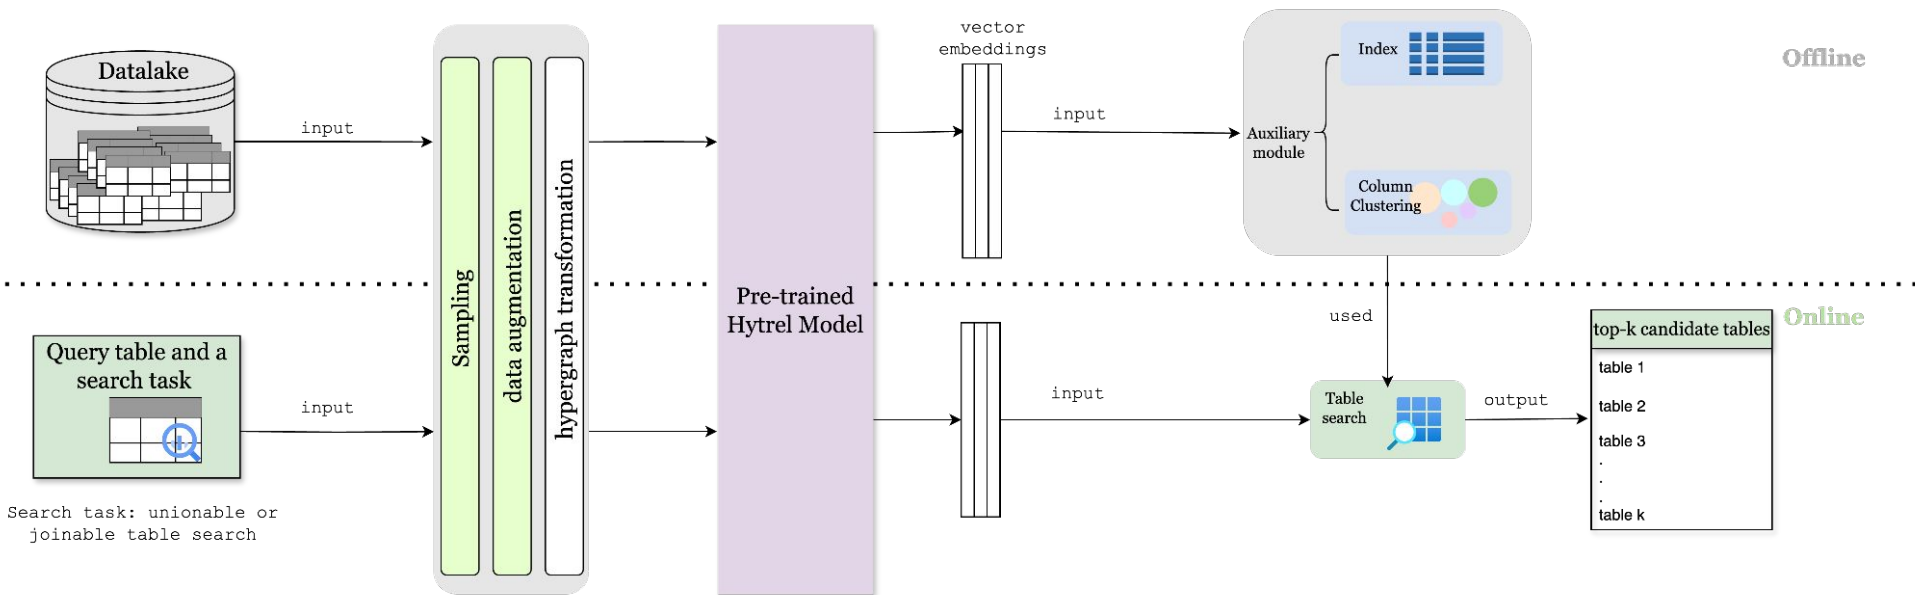 Datalake
input
Sampling
data augmentation
hypergraph transformation
Pre-trained
Hytrel Model
vector
embeddings
input
Auxiliary
module
Index
Column
Clustering
Offline
Online
Query table and a
search task
input
Search task: unionable or
joinable table search
input
used
Table
search
output
top-k candidate tables
table 1
table 2
table 3
.
.
.
table k